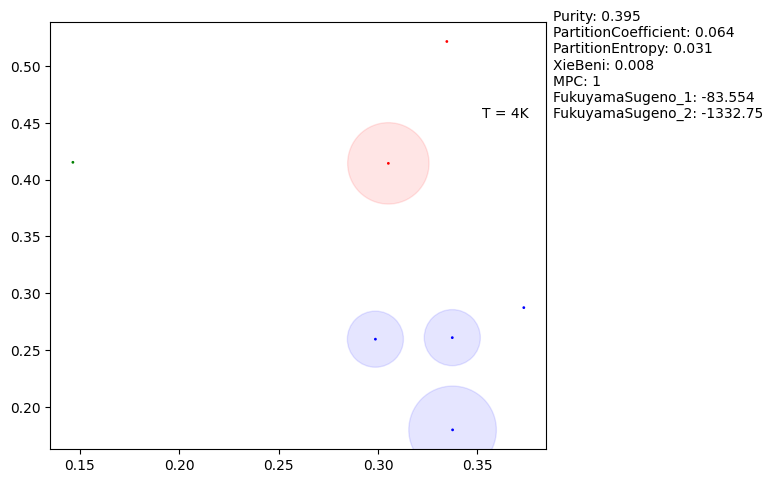 Purity: 0.395
PartitionCoefficient: 0.064
PartitionEntropy: 0.031
XieBeni: 0.008
MPC: 1
FukuyamaSugeno_1: -83.554
FukuyamaSugeno_2: -1332.75
T = 4K
0.50
0.45
0.40
0.35
0.30
0.25
0.20
0.15
0.20
0.25
0.30
0.35